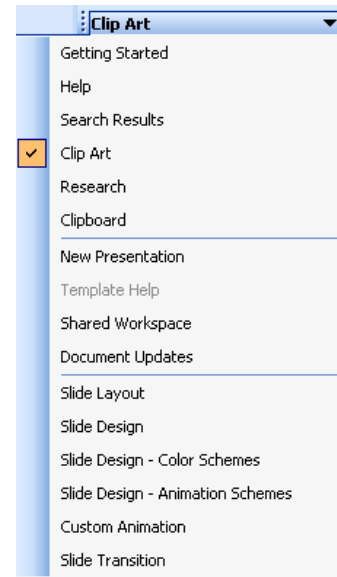 Clip Art
Getting Started
Help
Search Results
Clip Art
Research
Clipboard
New Presentation
Template Help
Shared Workspace
Document Updates
Slide Layout
Slide Design
Slide Design - Color Schemes
Slide Design - Animation Schemes
Custom Animation
Slide Transition